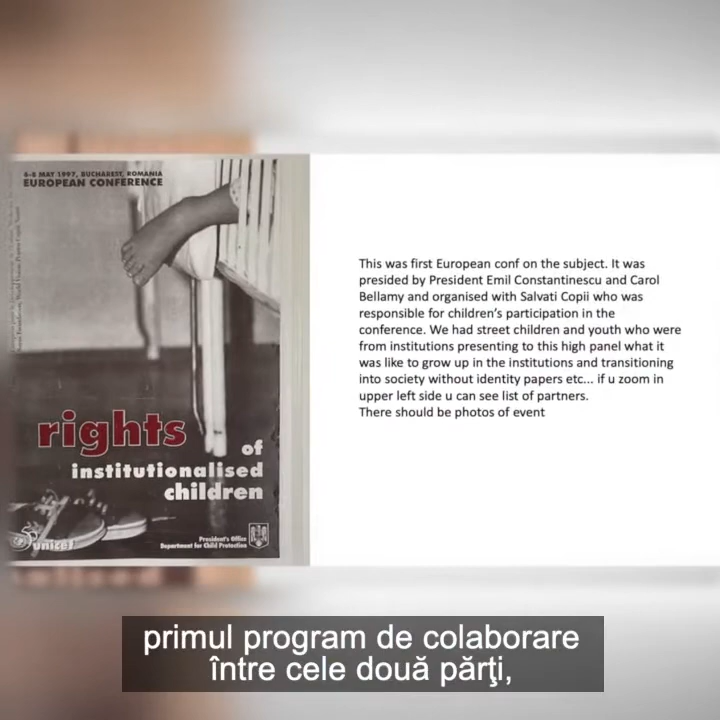 6-8 MAY 1997, BUCHAREST, ROMANIA
EUROPEAN CONFERENCE
rights
of
institutionalised
children
unicef
President's Office
Department for Child Protection
This was first European conf on the subject. It was
presided by President Emil Constantinescu and Carol
Bellamy and organised with Salvati Copii who was
responsible for children's participation in the
conference. We had street children and youth who were
from institutions presenting to this high panel what it
was like to grow up in the institutions and transitioning
into society without identity papers etc... if u zoom in
upper left side u can see list of partners.
There should be photos of event
primul program de colaborare
între cele două părţi,